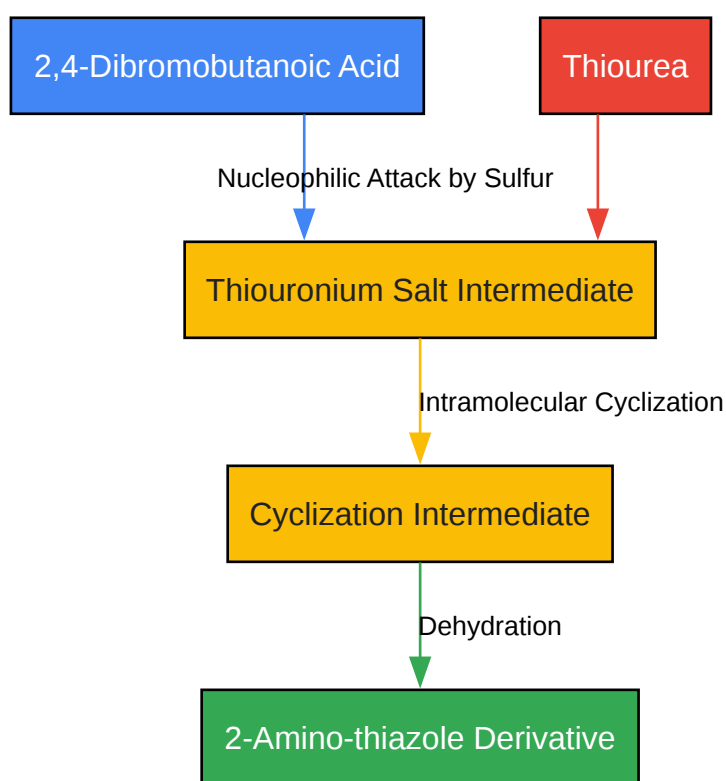 2,4-Dibromobutanoic Acid
Thiourea
Nucleophilic Attack by Sulfur
Thiouronium Salt Intermediate
Intramolecular Cyclization
Cyclization Intermediate
Dehydration
2-Amino-thiazole Derivative